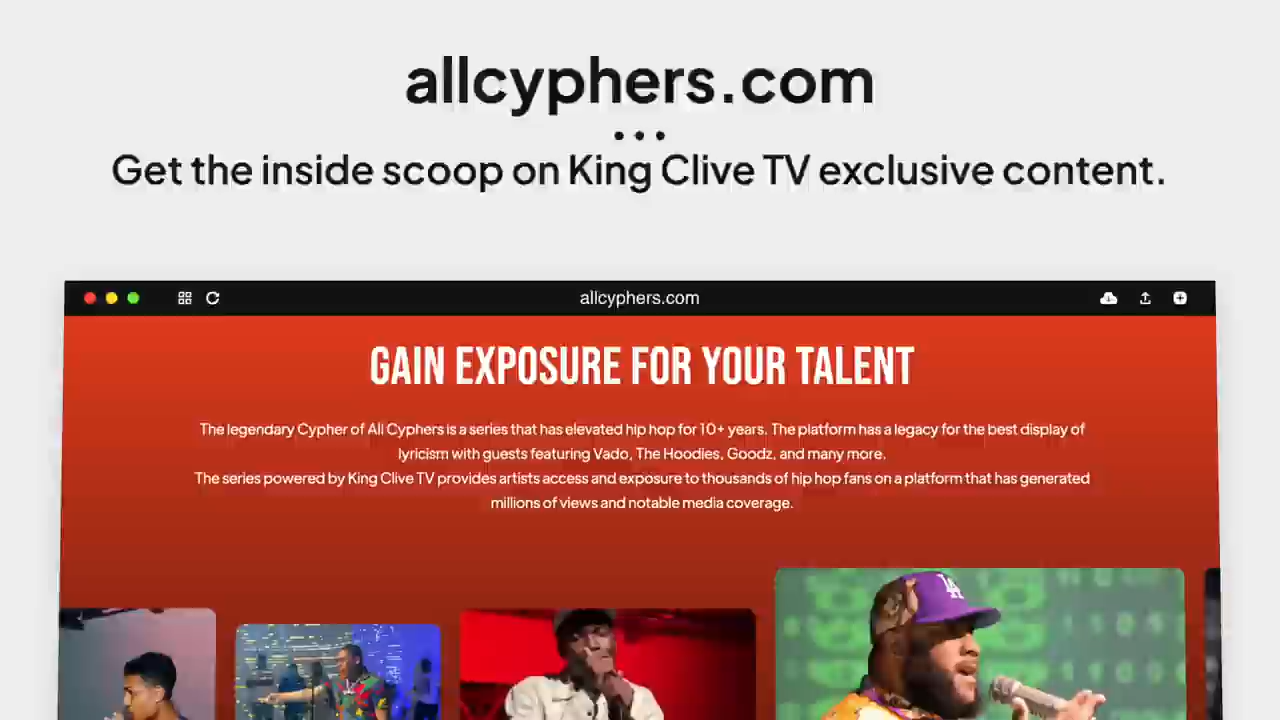 allcyphers.com
...
Get the inside scoop on King Clive TV exclusive content.
allcyphers.com
GAIN EXPOSURE FOR YOUR TALENT
The legendary Cypher of All Cyphers is a series that has elevated hip hop for 10+ years. The platform has a legacy for the best display of
lyricism with guests featuring Vado, The Hoodies, Goodz, and many more.
The series powered by King Clive TV provides artists access and exposure to thousands of hip hop fans on a platform that has generated
millions of views and notable media coverage.
LA